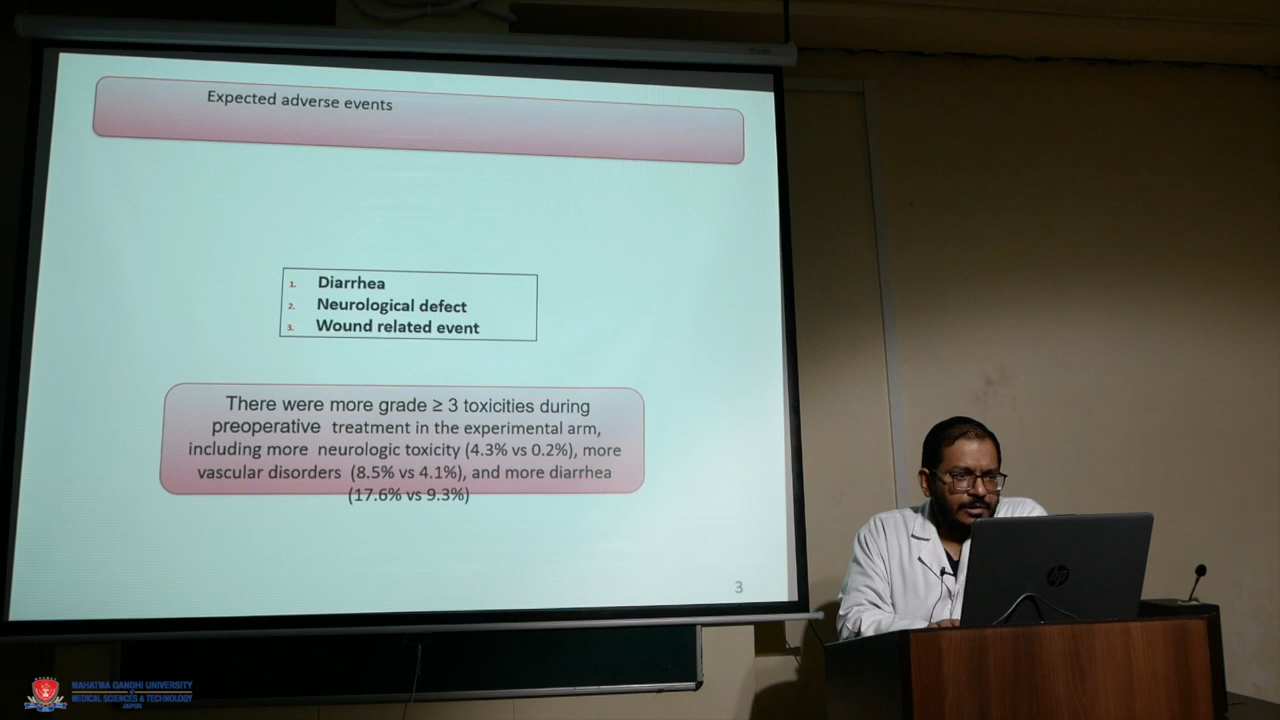 Expected adverse events
1. Diarrhea
2. Neurological defect
3. Wound related event
There were more grade ≥ 3 toxicities during
preoperative treatment in the experimental arm,
including more neurologic toxicity (4.3% vs 0.2%), more
vascular disorders (8.5% vs 4.1%), and more diarrhea
(17.6% vs 9.3%)
3
hp
MAHATMA GANDHI UNIVERSITY
of
MEDICAL SCIENCES & TECHNOLOGY
JAIPUR